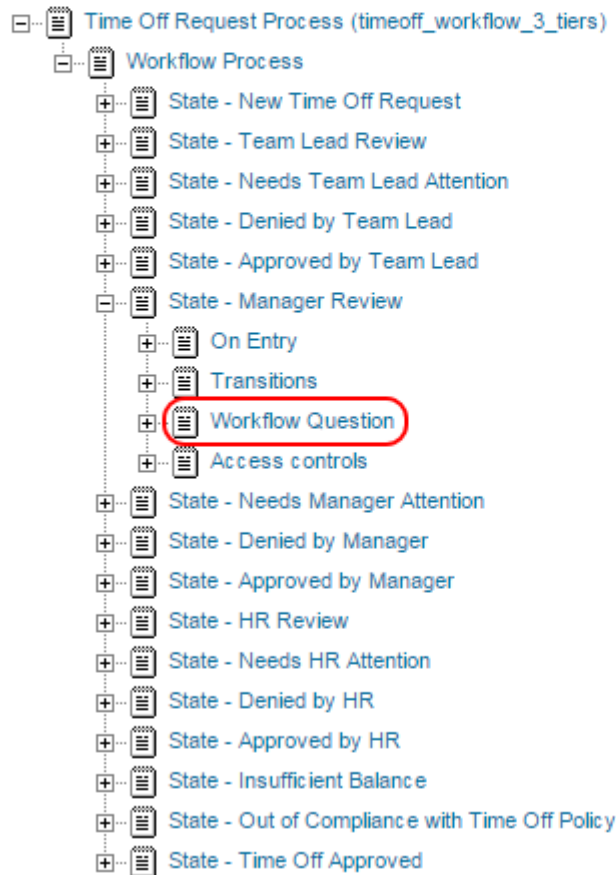 Time Off Request Process (timeoff_workflow_3_tiers)
Workflow Process
State - New Time Off Request
State - Team Lead Review
State - Needs Team Lead Attention
State - Denied by Team Lead
State - Approved by Team Lead
State - Manager Review
On Entry
Transitions
Workflow Question
Access controls
State - Needs Manager Attention
State - Denied by Manager
State - Approved by Manager
State - HR Review
State - Needs HR Attention
State - Denied by HR
State - Approved by HR
State - Insufficient Balance
State - Out of Compliance with Time Off Policy
State - Time Off Approved